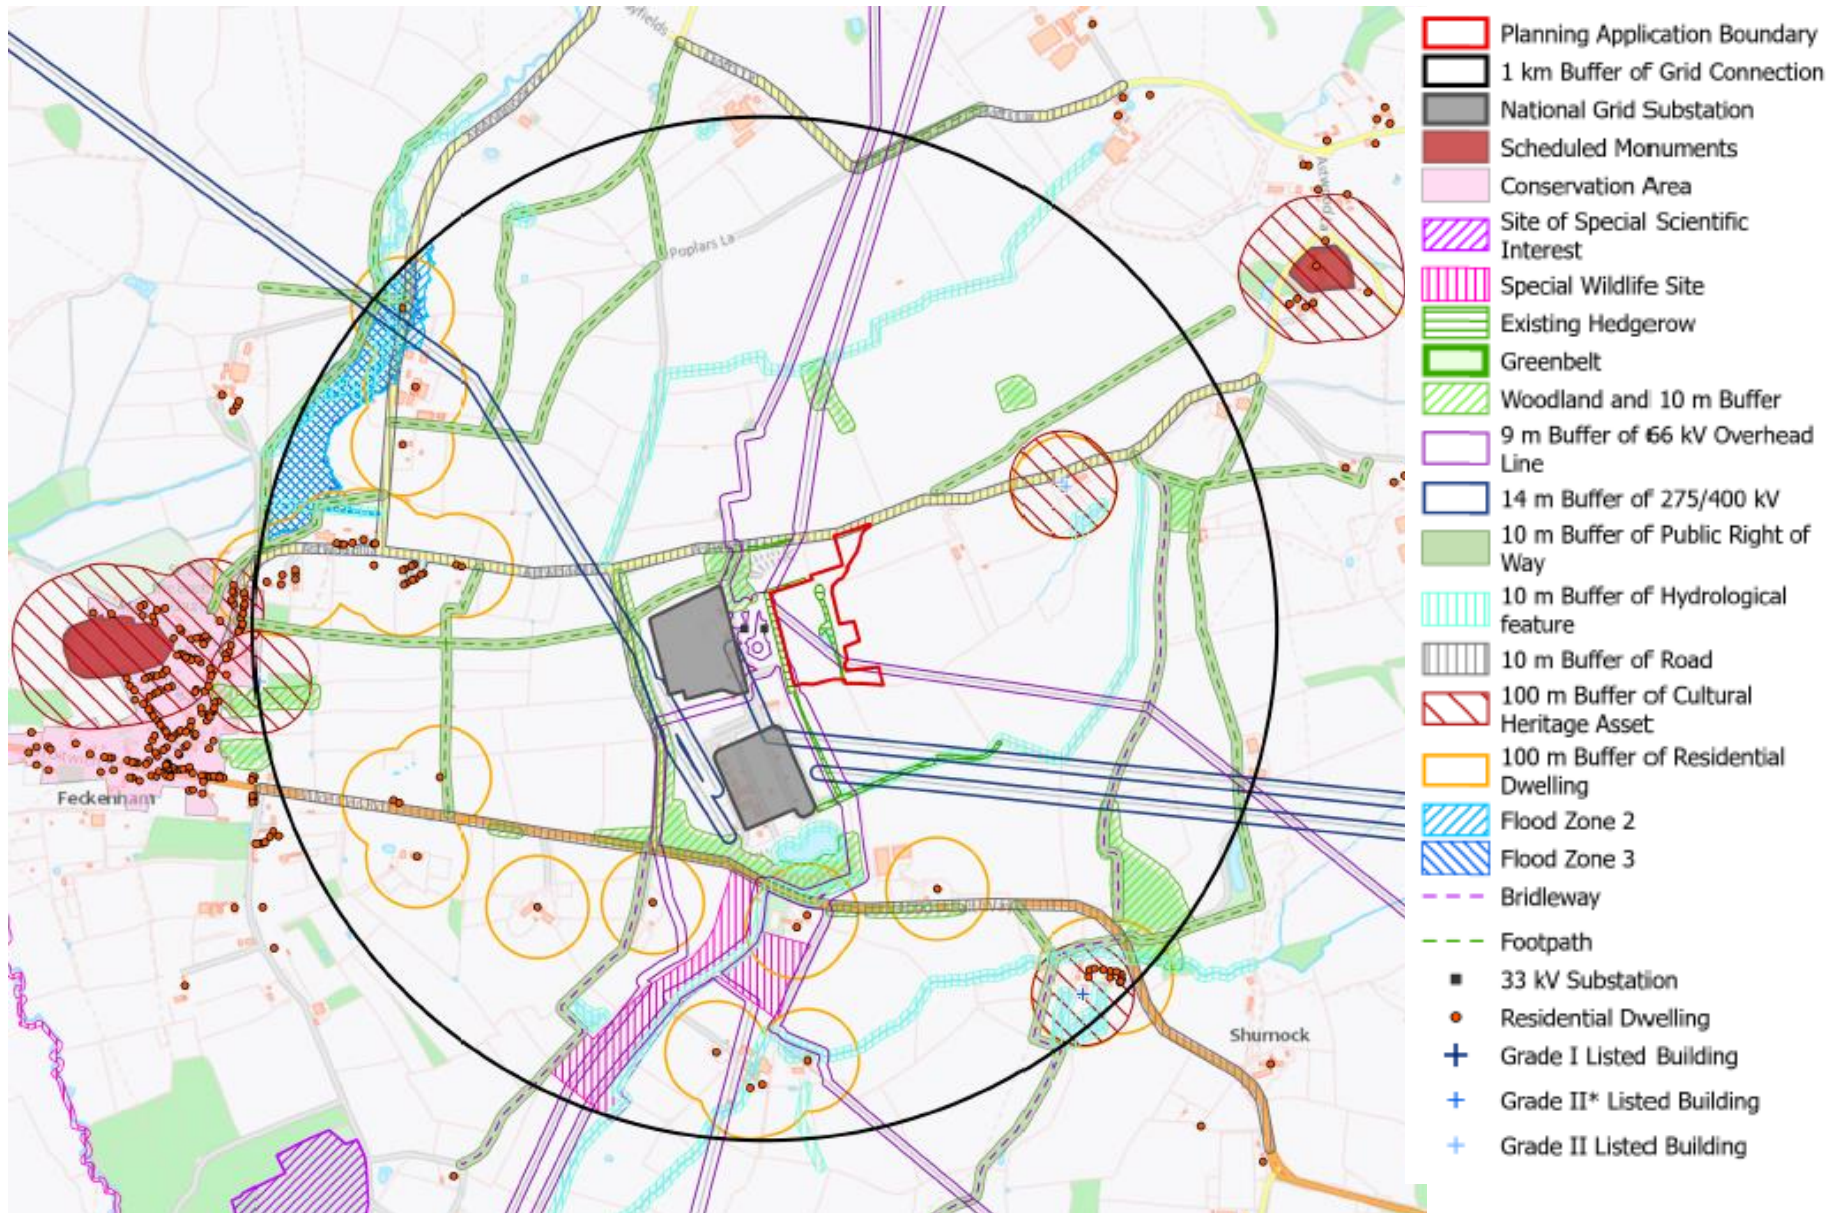 Poplars La
Astwood La
Feckenham
Shurnock
Planning Application Boundary
1 km Buffer of Grid Connection
National Grid Substation
Scheduled Monuments
Conservation Area
Site of Special Scientific
Interest
Special Wildlife Site
Existing Hedgerow
Greenbelt
Woodland and 10 m Buffer
9 m Buffer of 66 kV Overhead
Line
14 m Buffer of 275/400 kV
10 m Buffer of Public Right of
Way
10 m Buffer of Hydrological
feature
10 m Buffer of Road
100 m Buffer of Cultural
Heritage Asset
100 m Buffer of Residential
Dwelling
Flood Zone 2
Flood Zone 3
Bridleway
Footpath
33 kV Substation
Residential Dwelling
Grade I Listed Building
Grade II* Listed Building
Grade II Listed Building